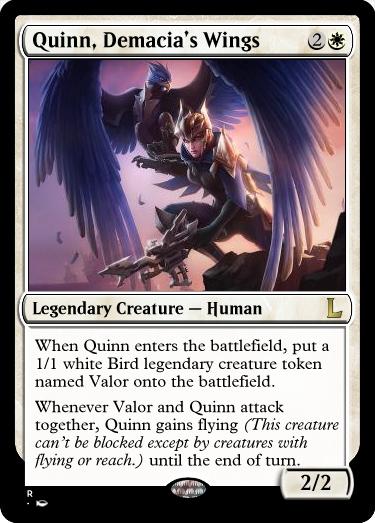 Quinn, Demacia's Wings 2
Legendary Creature — Human L
When Quinn enters the battlefield, put a
1/1 white Bird legendary creature token
named Valor onto the battlefield.
Whenever Valor and Quinn attack
together, Quinn gains flying (This creature
can't be blocked except by creatures with
flying or reach.) until the end of turn.
2/2
R